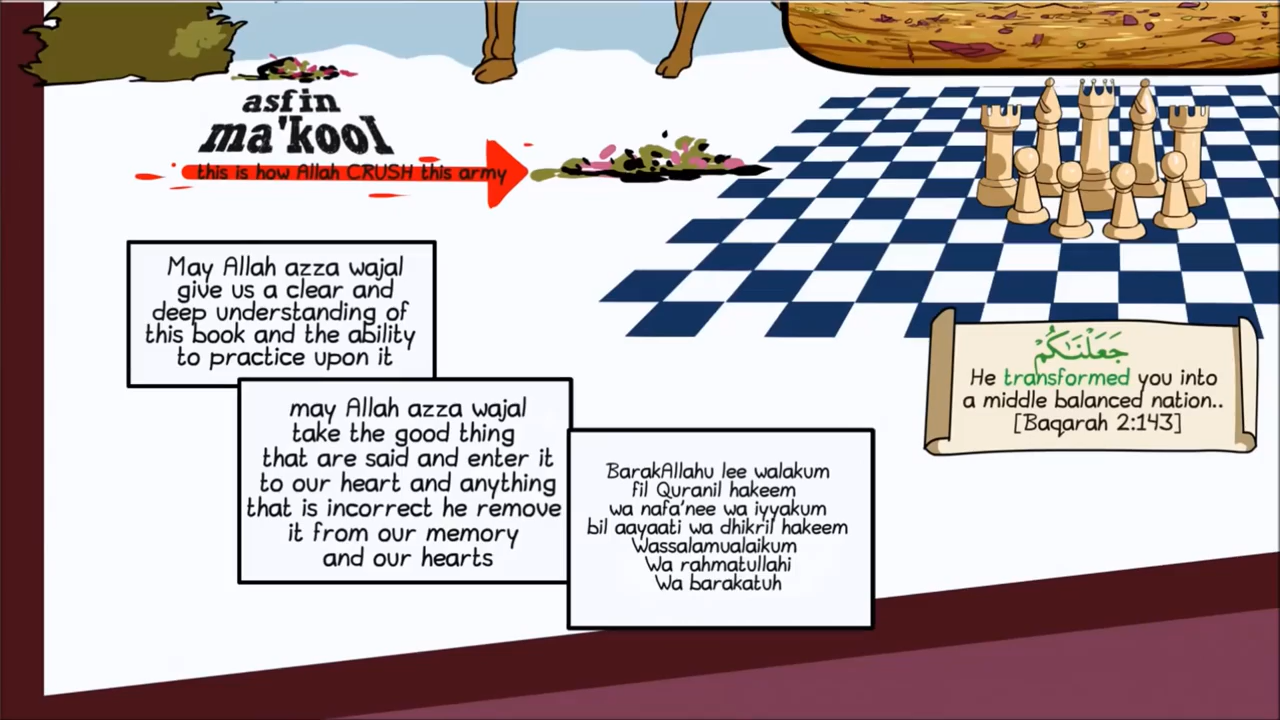 asfin
ma'kool
this is how Allah CRUSH this army
May Allah azza wajal
give us a clear and
deep understanding of
this book and the ability
to practice upon it
may Allah azza wajal
take the good thing
that are said and enter it
to our heart and anything
that is incorrect he remove
it from our memory
and our hearts
BarakAllahu lee walakum
fil Quranil hakeem
wa nafa'nee wa iyyakum
bil aayaati wa dhikril hakeem
Wassalamualaikum
Wa rahmatullahi
Wa barakatuh
جَعَلْنَـٰكُمْ
He transformed you into
a middle balanced nation..
[Baqarah 2:143]